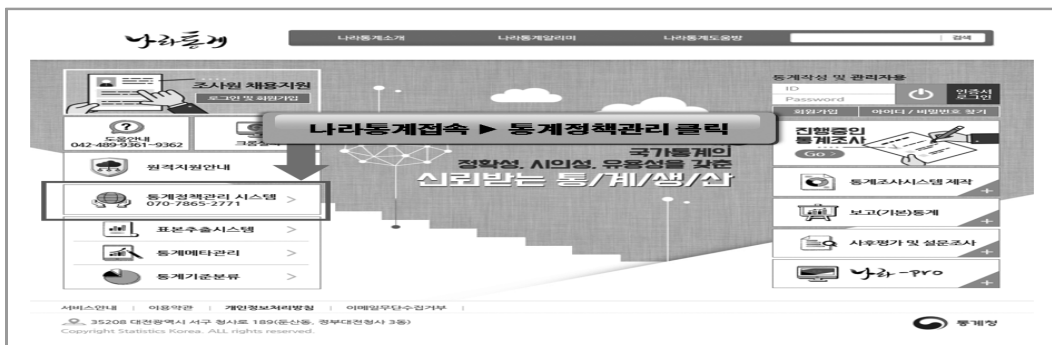 나라통계
나라통계소개
나라통계알리미
나라통계도움방
검색
조사원 채용지원
로그인 및 회원가입
도움안내
042-489-9361~9362
원격지원안내
통계정책관리 시스템 >
070-7865-2771
표본추출시스템 >
통계메타관리 >
통계기준분류 >
나라통계접속 ▶ 통계정책관리 클릭
국가통계의
정확성, 시의성, 유용성을 갖춘
신뢰받는 통/계/생/산
통계작성 및 관리자용
ID
Password
인증서
로그인
회원가입
아이디 / 비밀번호 찾기
진행중인
통계조사
Go >
통계조사시스템 제작
보고(기본)통계
사후평가 및 설문조사
나라-pro
서비스안내 | 이용약관 | 개인정보처리방침 | 이메일무단수집거부 |
35208 대전광역시 서구 청사로 189(둔산동, 정부대전청사 3동)
Copyright Statistics Korea. ALL rights reserved.
통계청